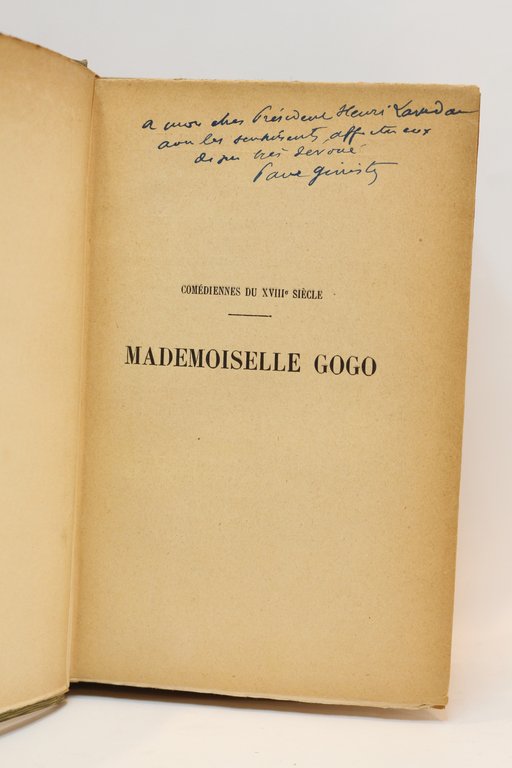 a mon cher Président Henri Lavedan
avec les sentiments affectueux
de son très dévoué
Paul Ginisty
COMÉDIENNES DU XVIIIe SIÈCLE
MADEMOISELLE GOGO